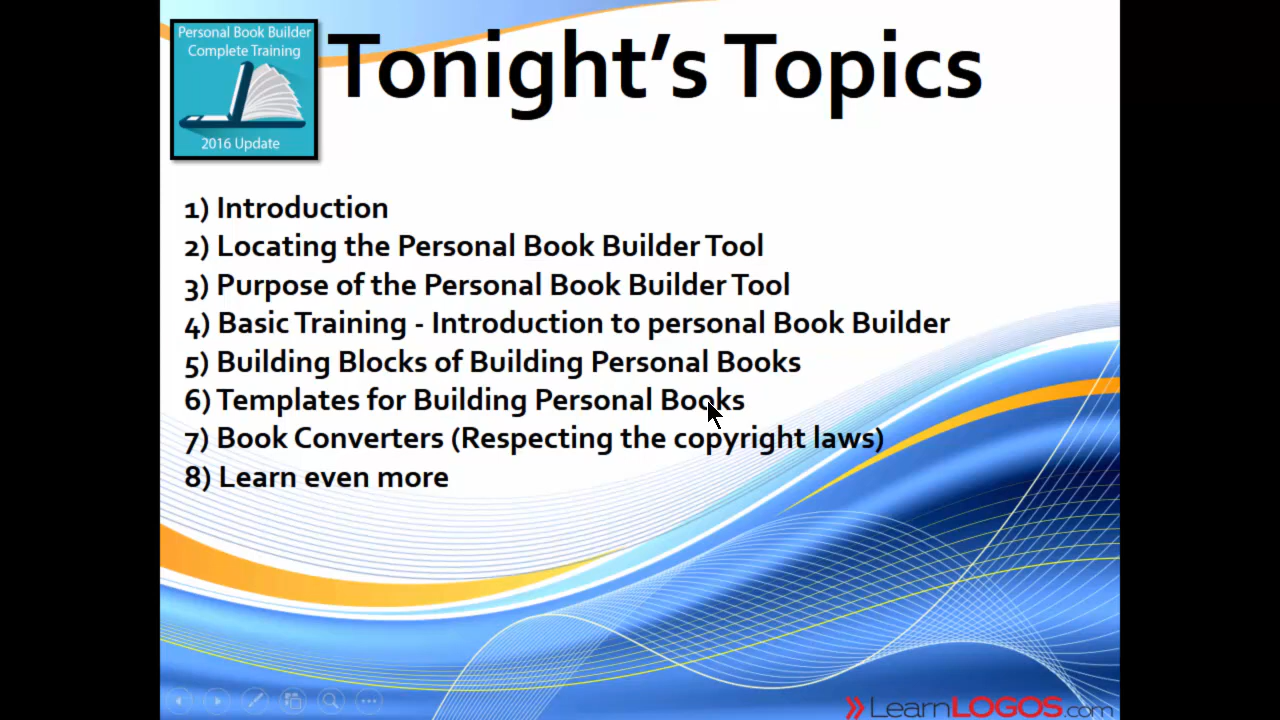 Personal Book Builder
Complete Training
2016 Update
Tonight's Topics
1) Introduction
2) Locating the Personal Book Builder Tool
3) Purpose of the Personal Book Builder Tool
4) Basic Training - Introduction to personal Book Builder
5) Building Blocks of Building Personal Books
6) Templates for Building Personal Books
7) Book Converters (Respecting the copyright laws)
8) Learn even more
LearnLOGOS.com